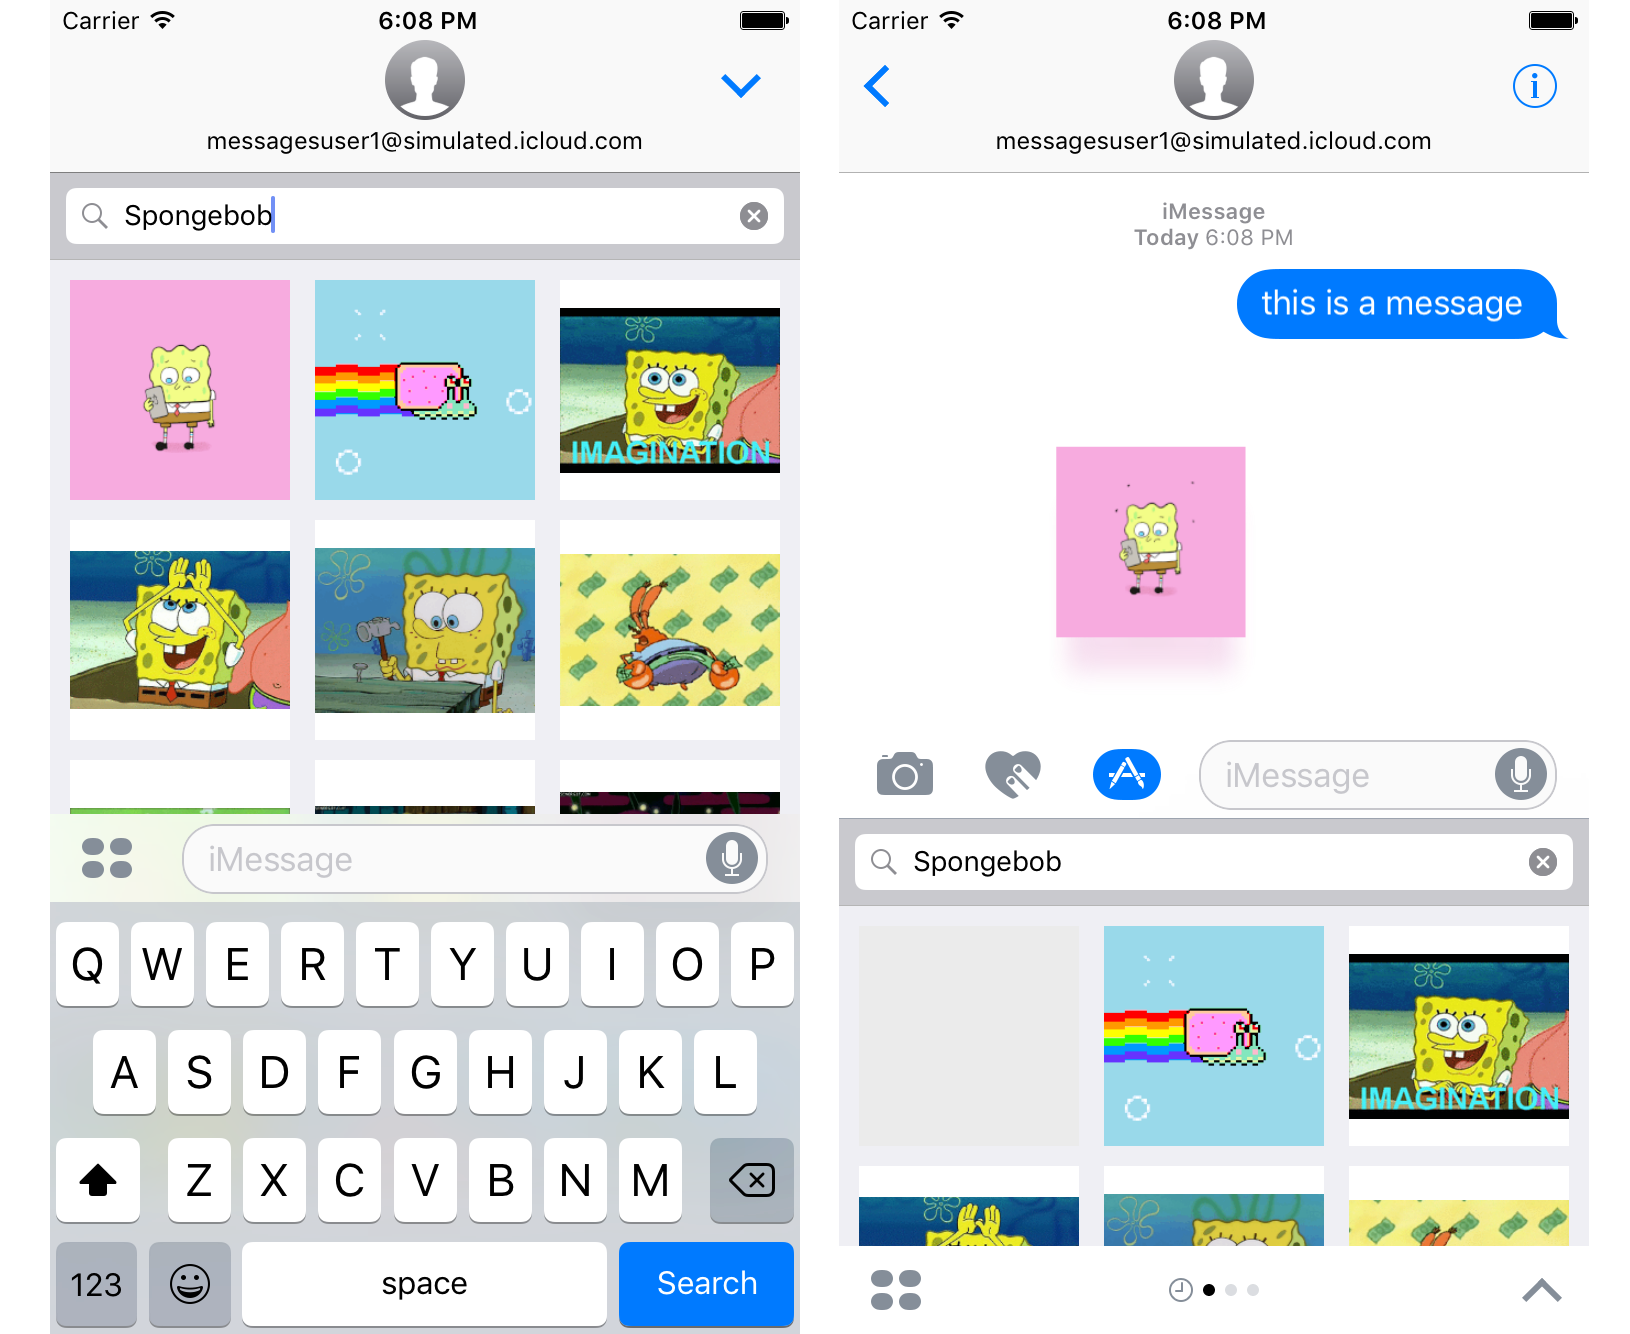 Carrier 6:08 PM
messagesuser1@simulated.icloud.com
Spongebob
IMAGINATION
iMessage
Q W E R T Y U I O P
A S D F G H J K L
Z X C V B N M
123 space Search
Carrier 6:08 PM
messagesuser1@simulated.icloud.com
iMessage
Today 6:08 PM
this is a message
iMessage
Spongebob
IMAGINATION